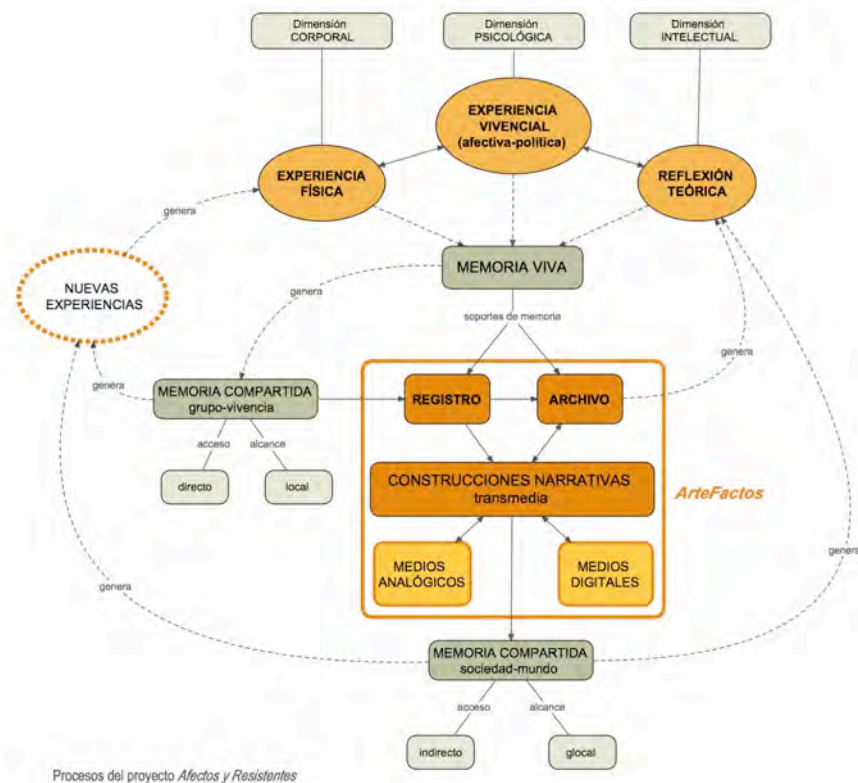 Dimensión
CORPORAL
Dimensión
PSICOLÓGICA
Dimensión
INTELECTUAL
EXPERIENCIA
VIVENCIAL
(afectiva-política)
EXPERIENCIA
FÍSICA
REFLEXIÓN
TEÓRICA
genera
MEMORIA VIVA
NUEVAS
EXPERIENCIAS
genera
soportes de memoria
genera
genera
MEMORIA COMPARTIDA
grupo-vivencia
REGISTRO
ARCHIVO
acceso
alcance
directo
local
CONSTRUCCIONES NARRATIVAS
transmedia
ArteFactos
MEDIOS
ANALÓGICOS
MEDIOS
DIGITALES
genera
genera
MEMORIA COMPARTIDA
sociedad-mundo
acceso
alcance
indirecto
glocal
Procesos del proyecto Afectos y Resistentes